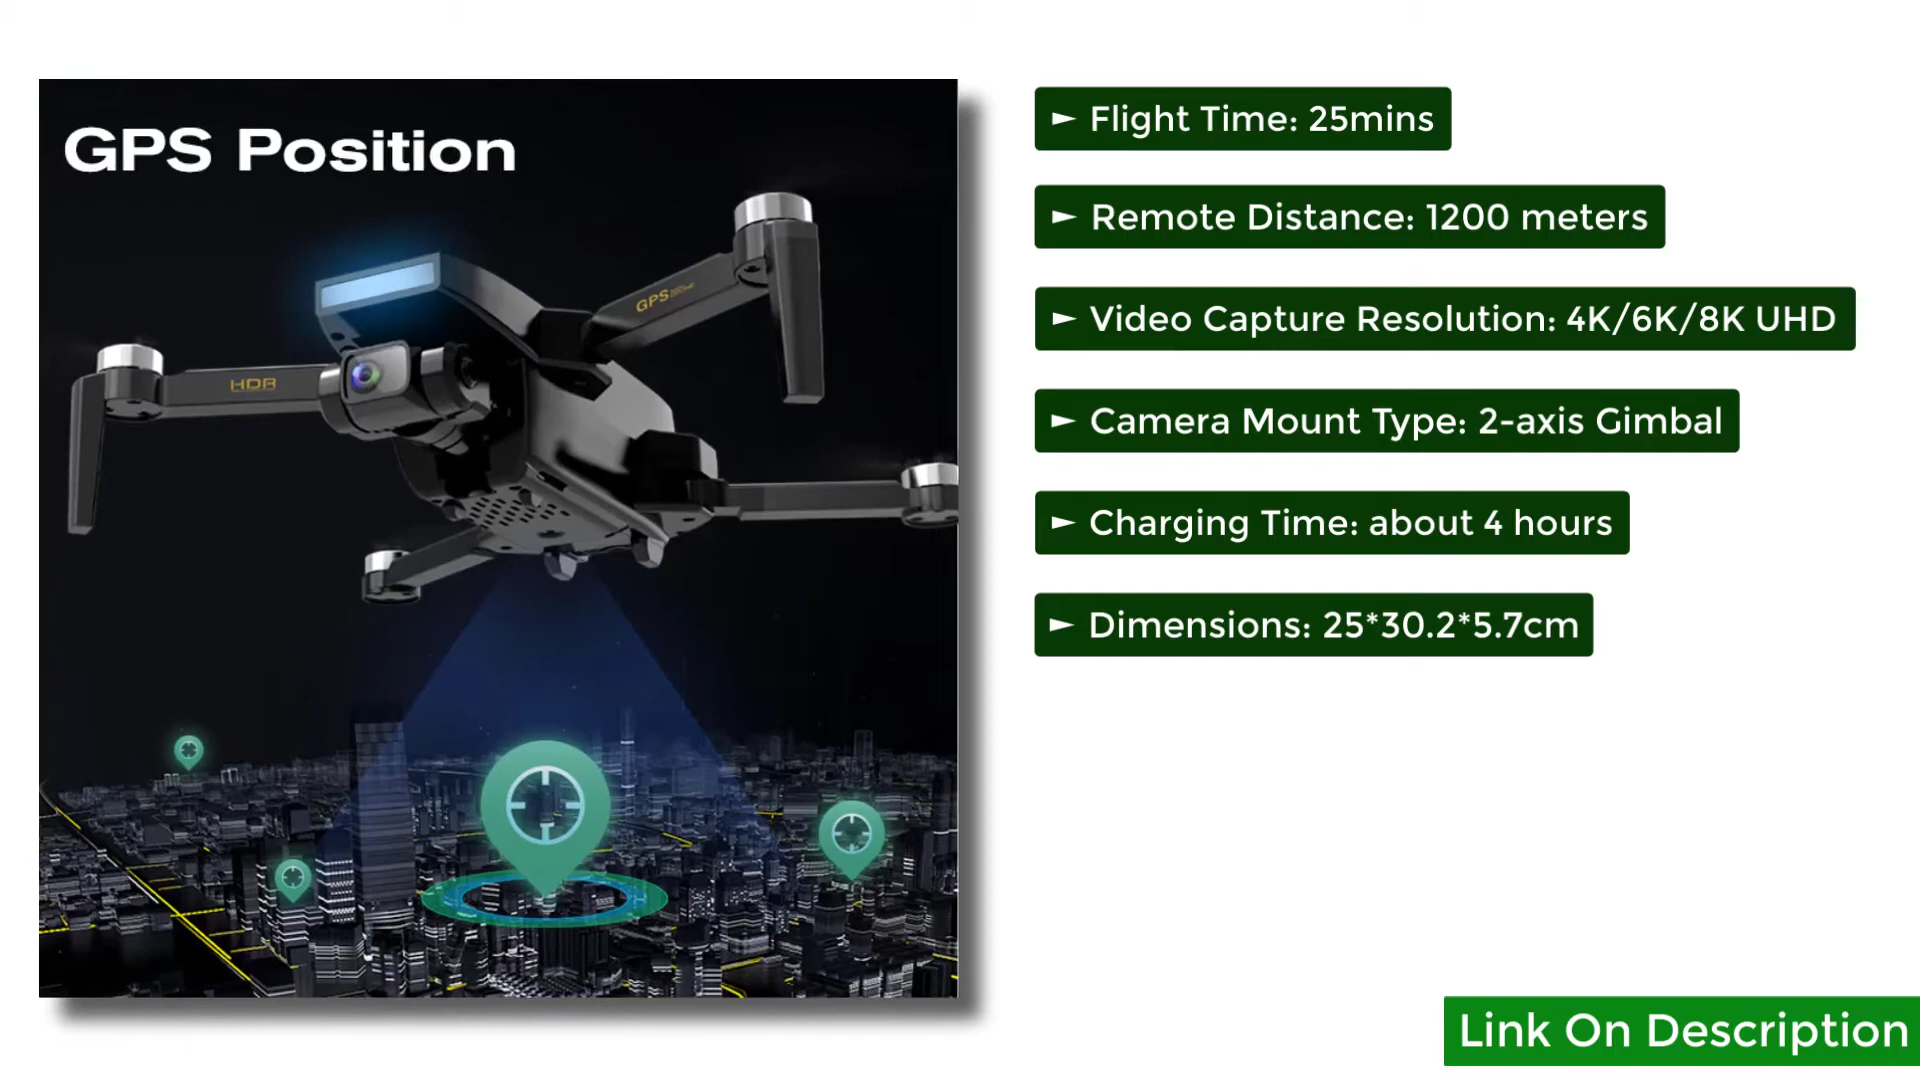 GPS Position
GPS
HDR
► Flight Time: 25mins
► Remote Distance: 1200 meters
► Video Capture Resolution: 4K/6K/8K UHD
► Camera Mount Type: 2-axis Gimbal
► Charging Time: about 4 hours
► Dimensions: 25*30.2*5.7cm
Link On Description